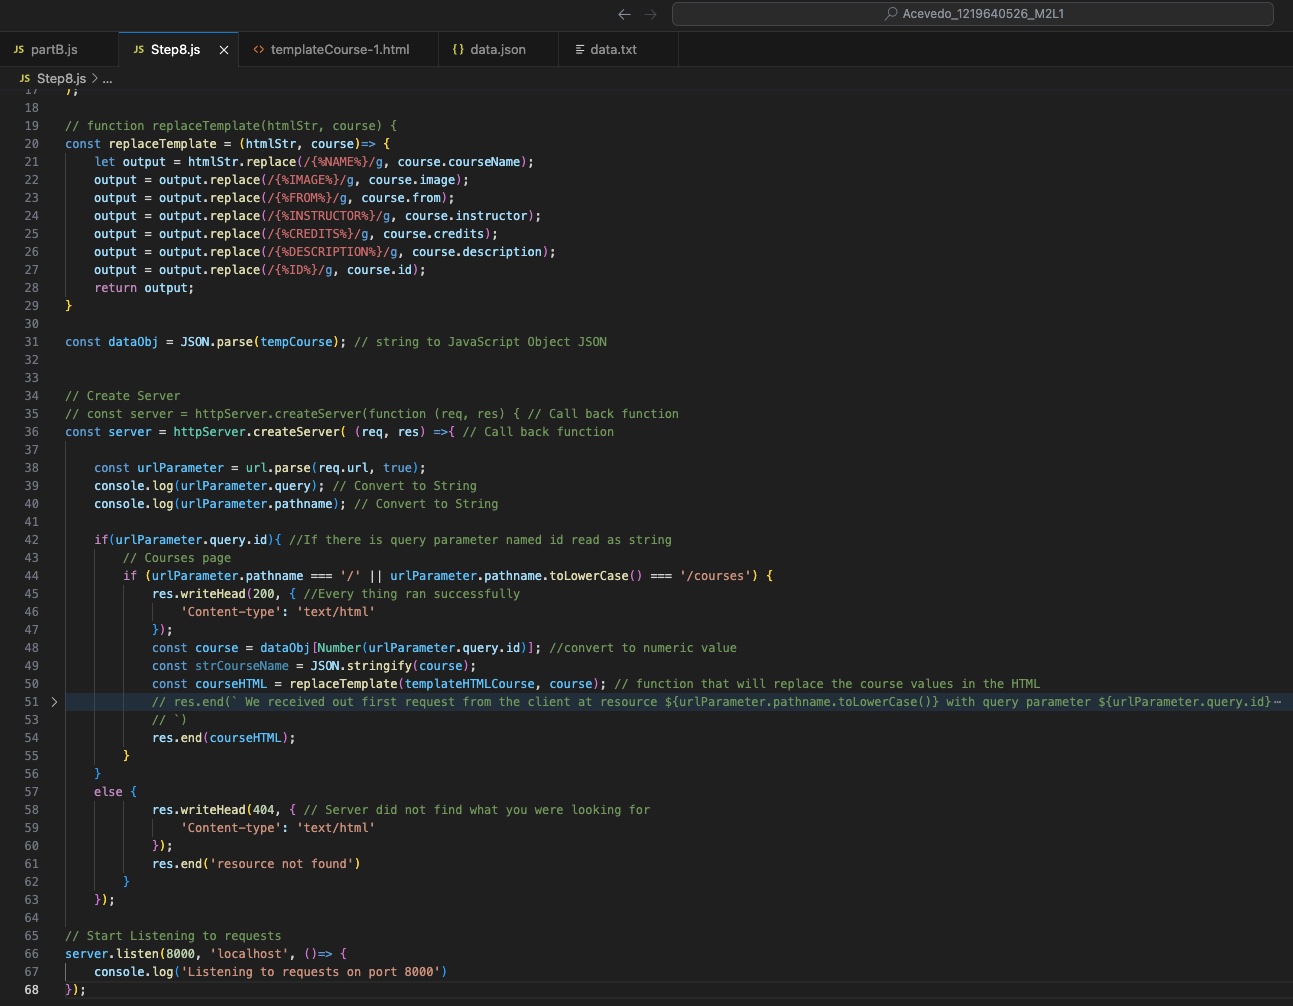 Acevedo_1219640526_M2L1
JS partB.js JS Step8.js × <> templateCourse-1.html {} data.json data.txt
JS Step8.js > ...
17 );
18
19 // function replaceTemplate(htmlStr, course) {
20 const replaceTemplate = (htmlStr, course)=> {
21 let output = htmlStr.replace(/{%NAME%}/g, course.courseName);
22 output = output.replace(/{%IMAGE%}/g, course.image);
23 output = output.replace(/{%FROM%}/g, course.from);
24 output = output.replace(/{%INSTRUCTOR%}/g, course.instructor);
25 output = output.replace(/{%CREDITS%}/g, course.credits);
26 output = output.replace(/{%DESCRIPTION%}/g, course.description);
27 output = output.replace(/{%ID%}/g, course.id);
28 return output;
29 }
30
31 const dataObj = JSON.parse(tempCourse); // string to JavaScript Object JSON
32
33
34 // Create Server
35 // const server = httpServer.createServer(function (req, res) { // Call back function
36 const server = httpServer.createServer( (req, res) =>{ // Call back function
37
38 const urlParameter = url.parse(req.url, true);
39 console.log(urlParameter.query); // Convert to String
40 console.log(urlParameter.pathname); // Convert to String
41
42 if(urlParameter.query.id){ //If there is query parameter named id read as string
43 // Courses page
44 if (urlParameter.pathname === '/' || urlParameter.pathname.toLowerCase() === '/courses') {
45 res.writeHead(200, { //Every thing ran successfully
46 'Content-type': 'text/html'
47 });
48 const course = dataObj[Number(urlParameter.query.id)]; //convert to numeric value
49 const strCourseName = JSON.stringify(course);
50 const courseHTML = replaceTemplate(templateHTMLCourse, course); // function that will replace the course values in the HTML
51 // res.end(` We received out first request from the client at resource ${urlParameter.pathname.toLowerCase()} with query parameter ${urlParameter.query.id}⋯
53 // `)
54 res.end(courseHTML);
55 }
56 }
57 else {
58 res.writeHead(404, { // Server did not find what you were looking for
59 'Content-type': 'text/html'
60 });
61 res.end('resource not found')
62 }
63 });
64
65 // Start Listening to requests
66 server.listen(8000, 'localhost', ()=> {
67 console.log('Listening to requests on port 8000')
68 });